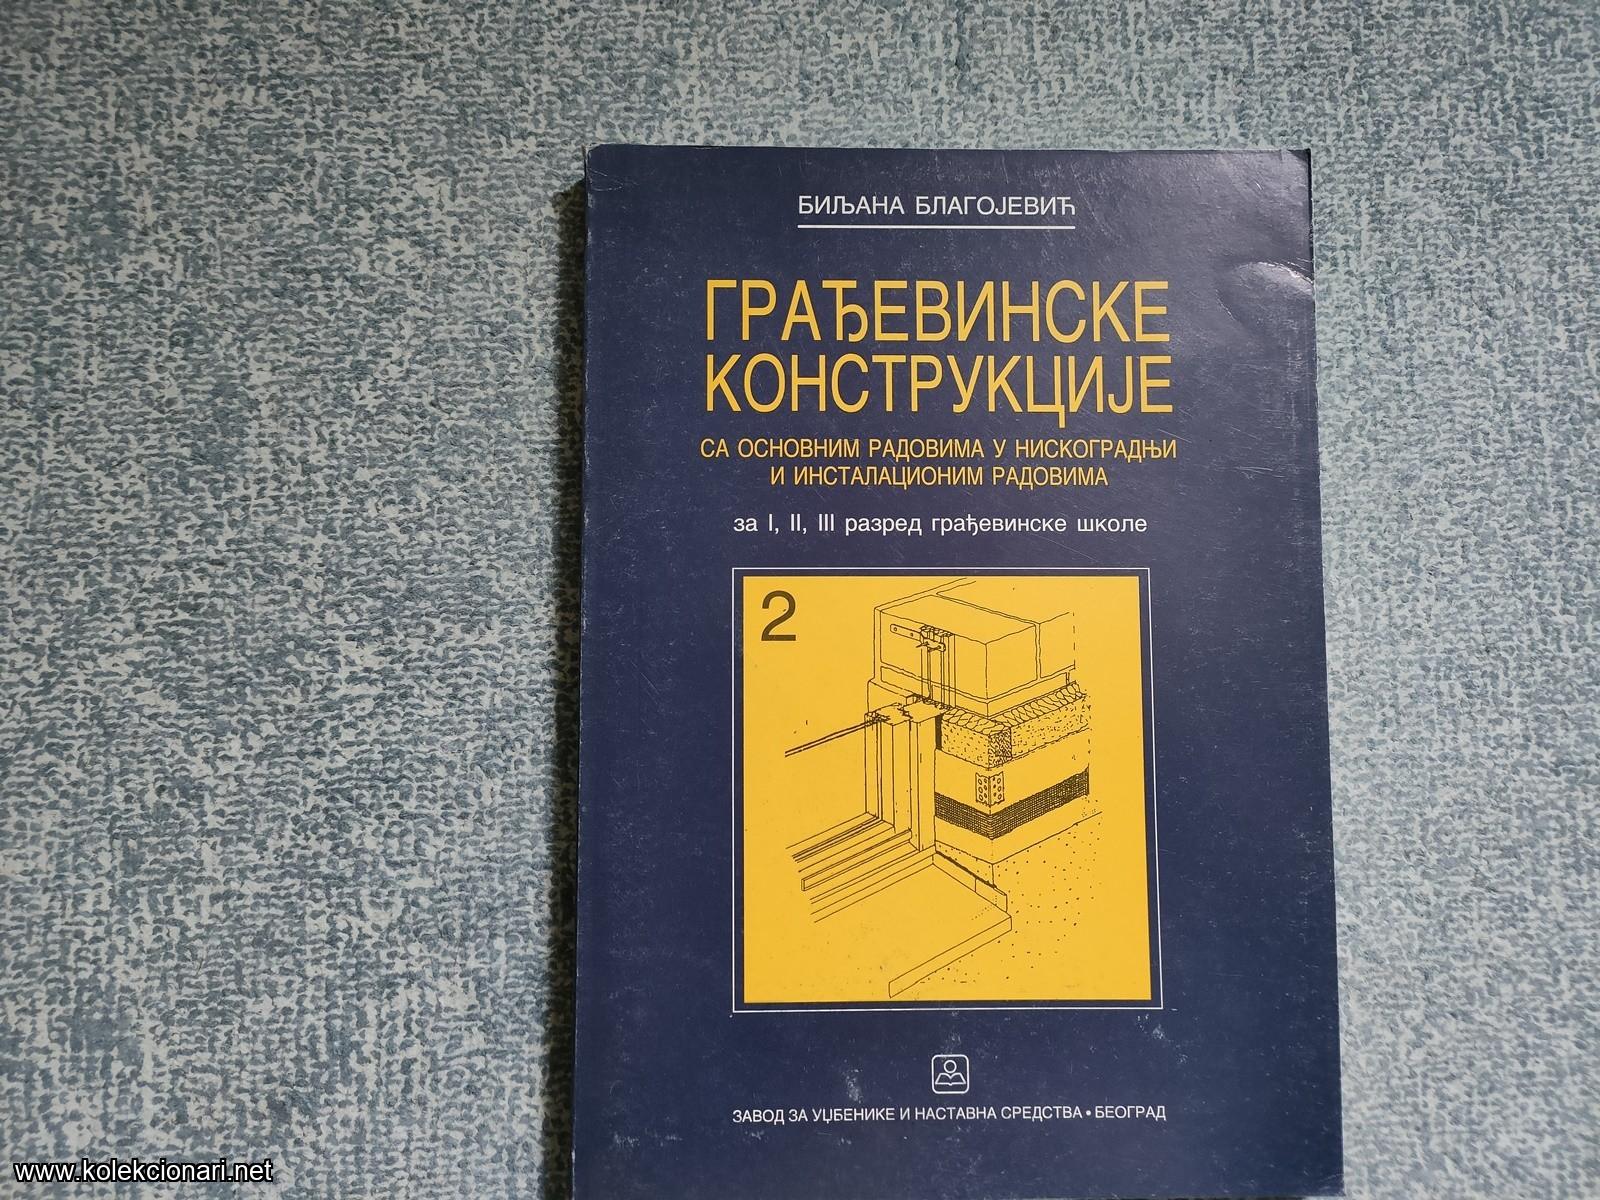 БИЉАНА БЛАГОЈЕВИЋ
ГРАЂЕВИНСКЕ
КОНСТРУКЦИЈЕ
СА ОСНОВНИМ РАДОВИМА У НИСКОГРАДЊИ
И ИНСТАЛАЦИОНИМ РАДОВИМА
за I, II, III разред грађевинске школе
2
ЗАВОД ЗА УЏБЕНИКЕ И НАСТАВНА СРЕДСТВА • БЕОГРАД
www.kolekcionari.net